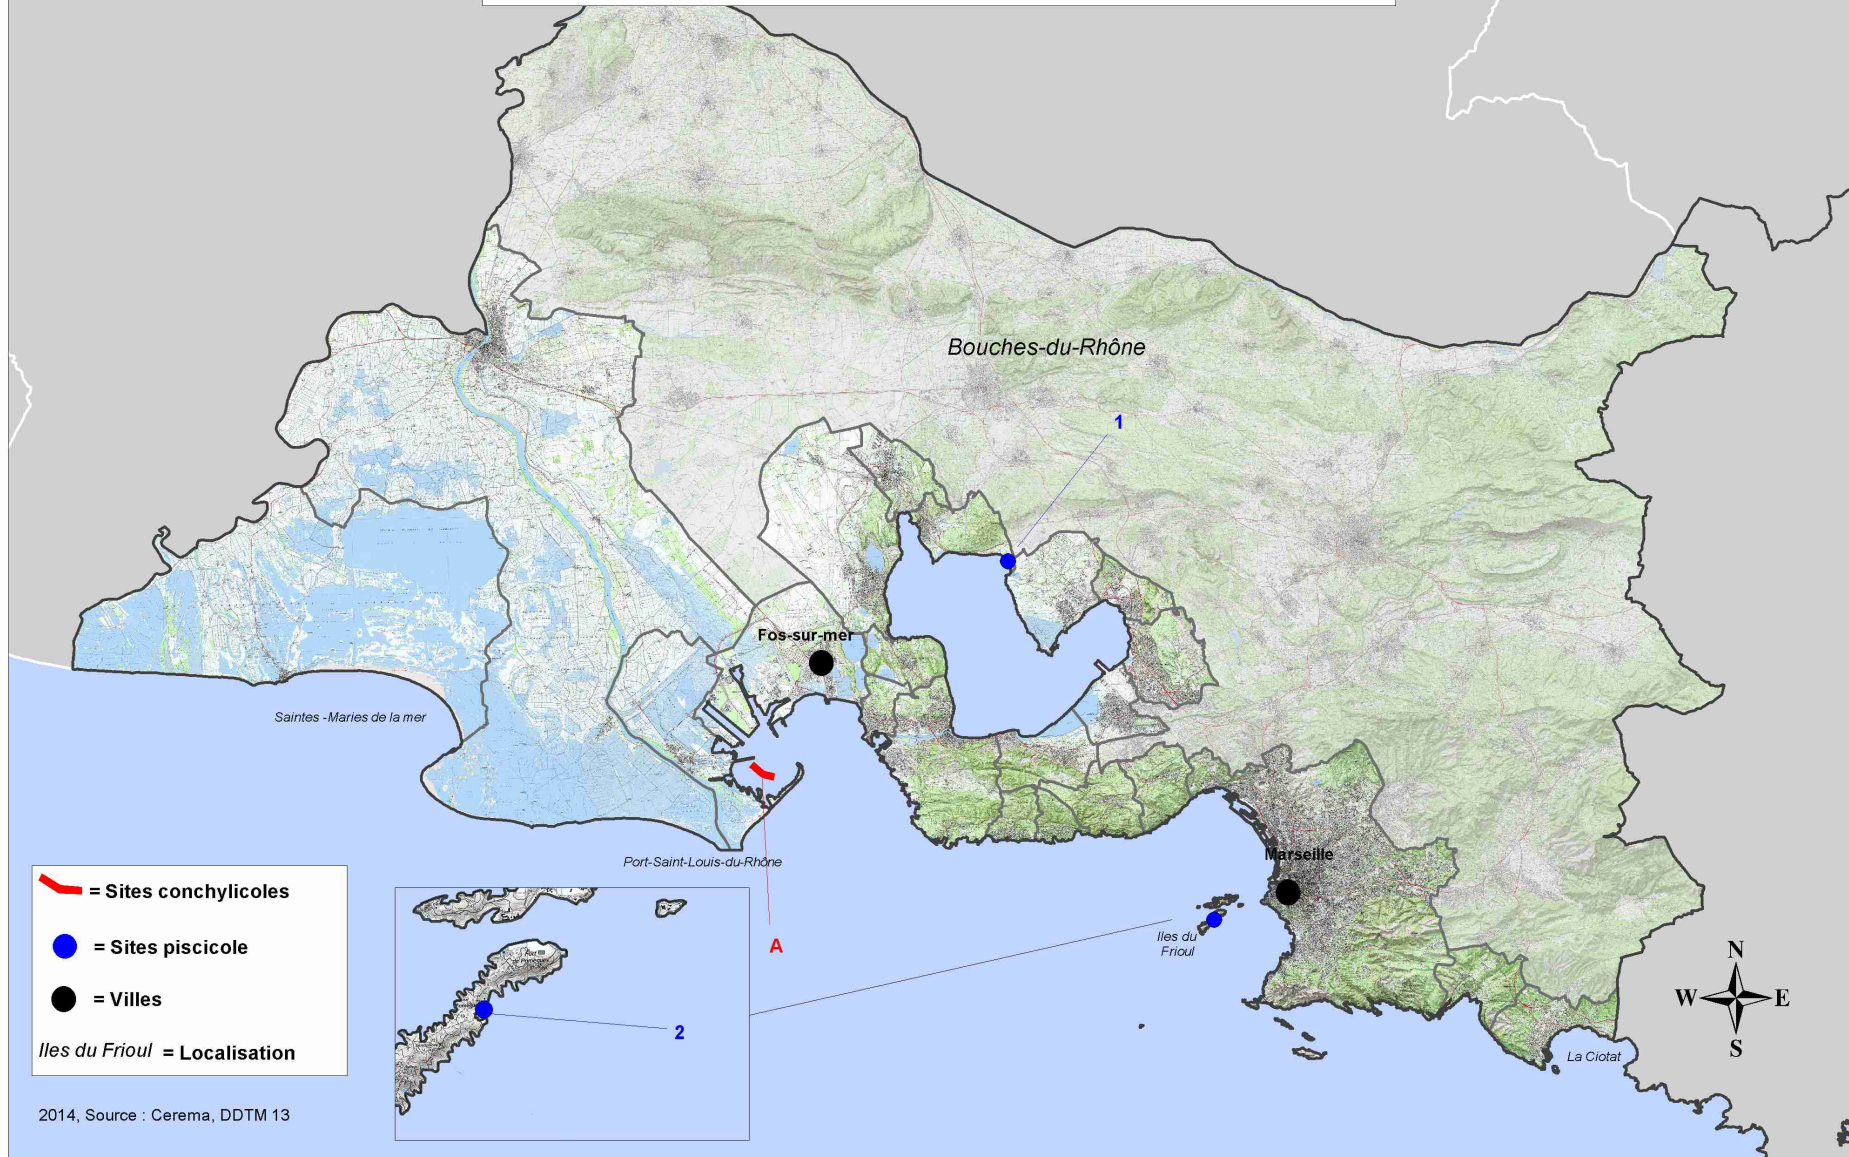 Bouches-du-Rhône
1
Fos-sur-mer
Saintes -Maries de la mer
Port-Saint-Louis-du-Rhône
Marseille
Iles du
Frioul
A
2
La Ciotat
N
W E
S
= Sites conchylicoles
= Sites piscicole
= Villes
Iles du Frioul = Localisation
2014, Source : Cerema, DDTM 13